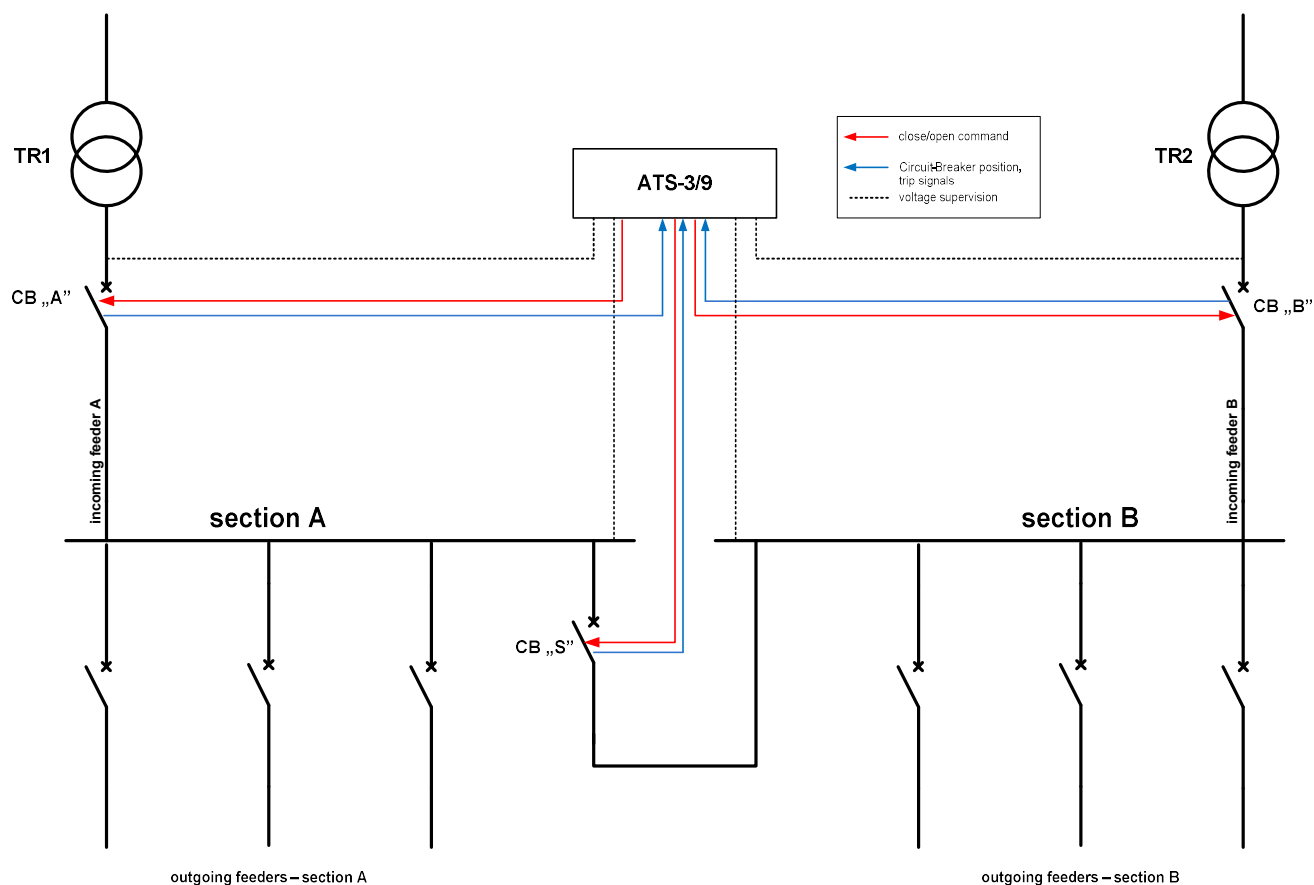 TR1
ATS-3/9
close/open command
Circuit-Breaker position,
trip signals
voltage supervision
TR2
CB „A”
CB „B”
incoming feeder A
incoming feeder B
section A
section B
CB „S”
outgoing feeders – section A
outgoing feeders – section B